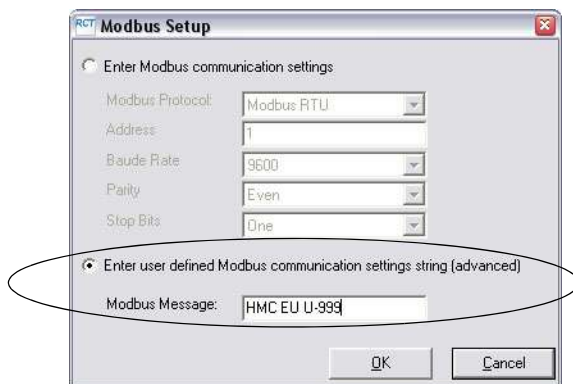 RCT Modbus Setup
Enter Modbus communication settings
Modbus Protocol: Modbus RTU
Address 1
Baude Rate 9600
Parity Even
Stop Bits One
Enter user defined Modbus communication settings string (advanced)
Modbus Message: HMC EU U-999
OK Cancel